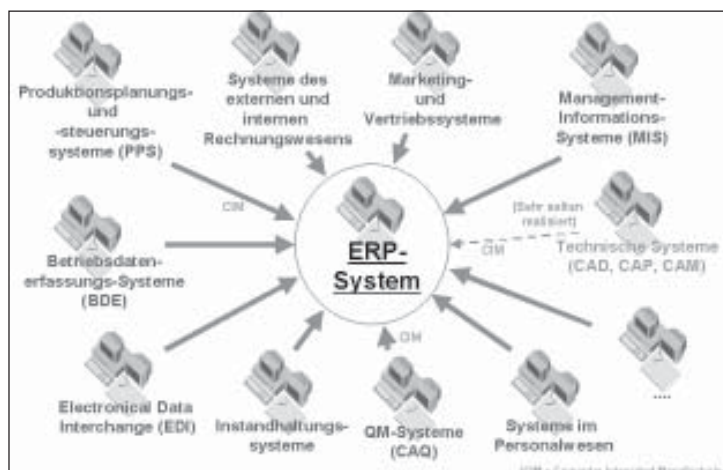 Produktionsplanungs-
und
-steuerungs-
systeme (PPS)
Systeme des
externen und
internen
Rechnungswesens
Marketing-
und
Vertriebssysteme
Management-
Informations-
Systeme (MIS)
CIM
(Sehr selten
realisiert)
CIM
Technische Systeme
(CAD, CAP, CAM)
ERP-
System
Betriebsdaten-
erfassungs-Systeme
(BDE)
Electronical Data
Interchange (EDI)
Instandhaltungs-
systeme
CIM
QM-Systeme
(CAQ)
Systeme im
Personalwesen
....